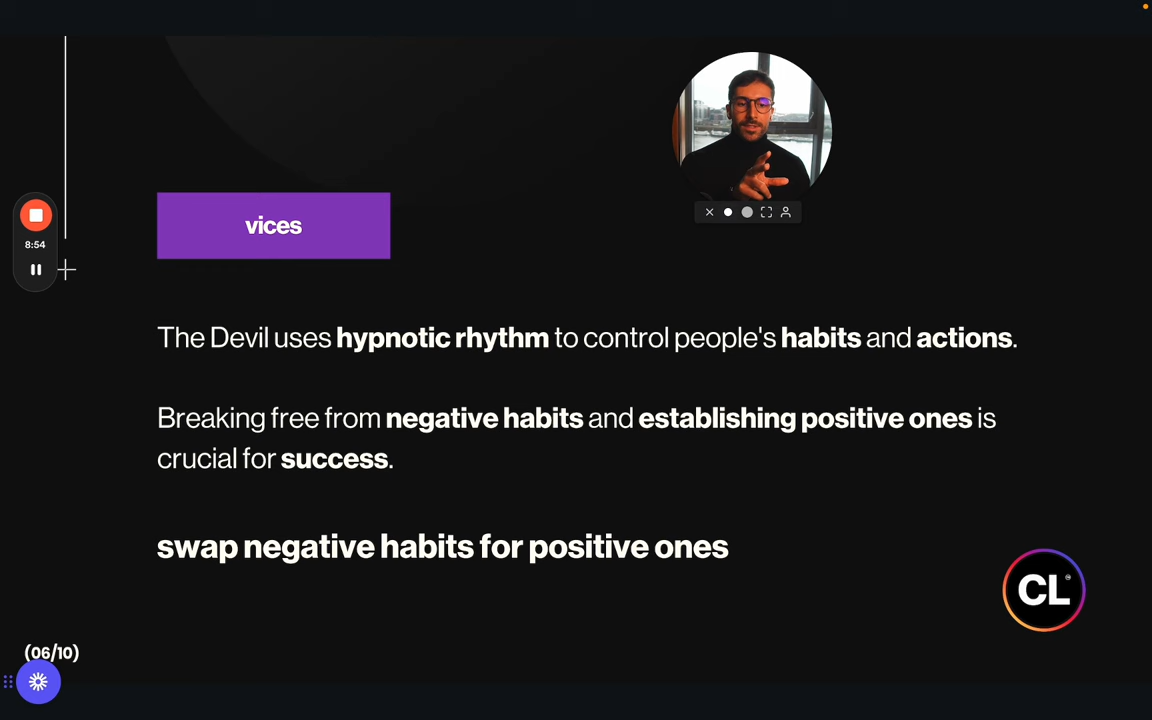 vices
8:54
The Devil uses hypnotic rhythm to control people's habits and actions.
Breaking free from negative habits and establishing positive ones is
crucial for success.
swap negative habits for positive ones
CL
(06/10)